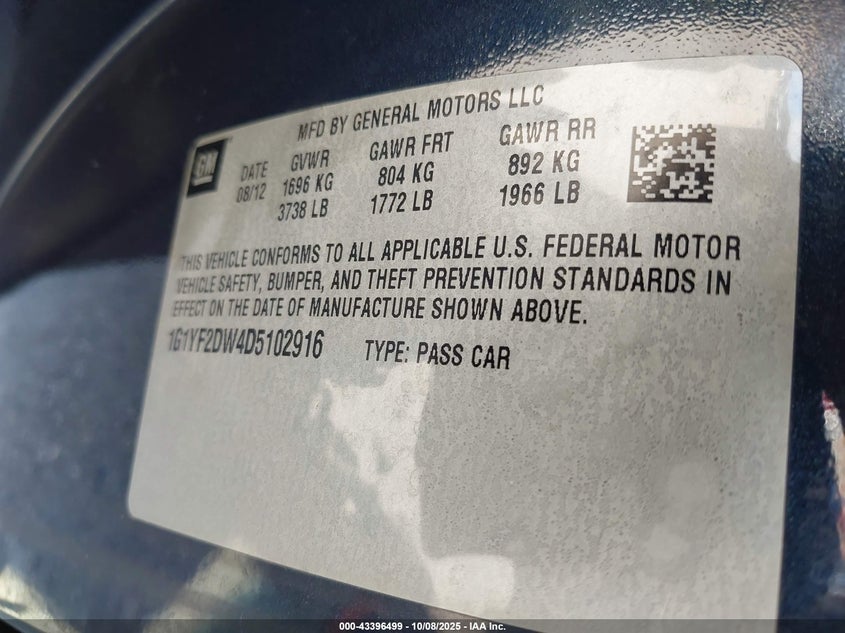 MFD BY GENERAL MOTORS LLC
GM
DATE GVWR GAWR FRT GAWR RR
08/12 1696 KG 804 KG 892 KG
3738 LB 1772 LB 1966 LB
THIS VEHICLE CONFORMS TO ALL APPLICABLE U.S. FEDERAL MOTOR
VEHICLE SAFETY, BUMPER, AND THEFT PREVENTION STANDARDS IN
EFFECT ON THE DATE OF MANUFACTURE SHOWN ABOVE.
1G1YF2DW4D5102916 TYPE: PASS CAR
000-43396499 - 10/08/2025 - IAA Inc.